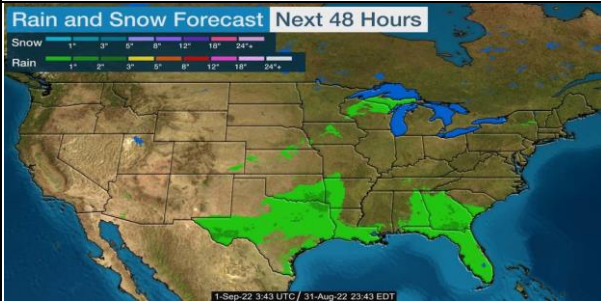 Rain and Snow Forecast Next 48 Hours
Snow 1" 3" 5" 8" 12" 18" 24"+
Rain 1" 2" 3" 5" 8" 12" 18" 24"+
1-Sep-22 3:43 UTC / 31-Aug-22 23:43 EDT